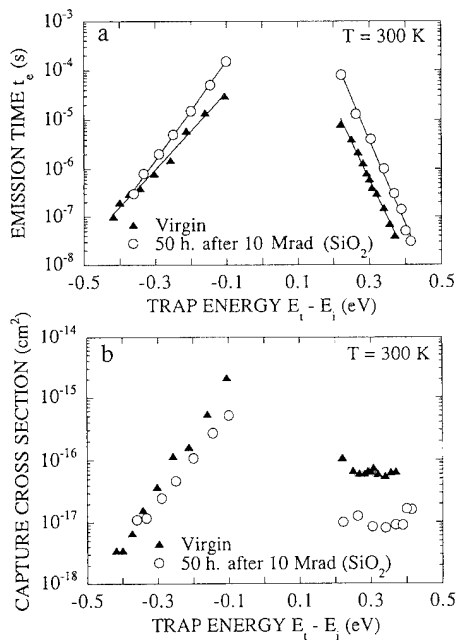 a
T = 300 K
EMISSION TIME t_e (s)
10^-3
10^-4
10^-5
10^-6
10^-7
10^-8
Virgin
50 h. after 10 Mrad (SiO_2)
-0.5 -0.3 -0.1 0.1 0.3 0.5
TRAP ENERGY E_t - E_i (eV)
b
T = 300 K
CAPTURE CROSS SECTION (cm^2)
10^-14
10^-15
10^-16
10^-17
10^-18
Virgin
50 h. after 10 Mrad (SiO_2)
-0.5 -0.3 -0.1 0.1 0.3 0.5
TRAP ENERGY E_t - E_i (eV)